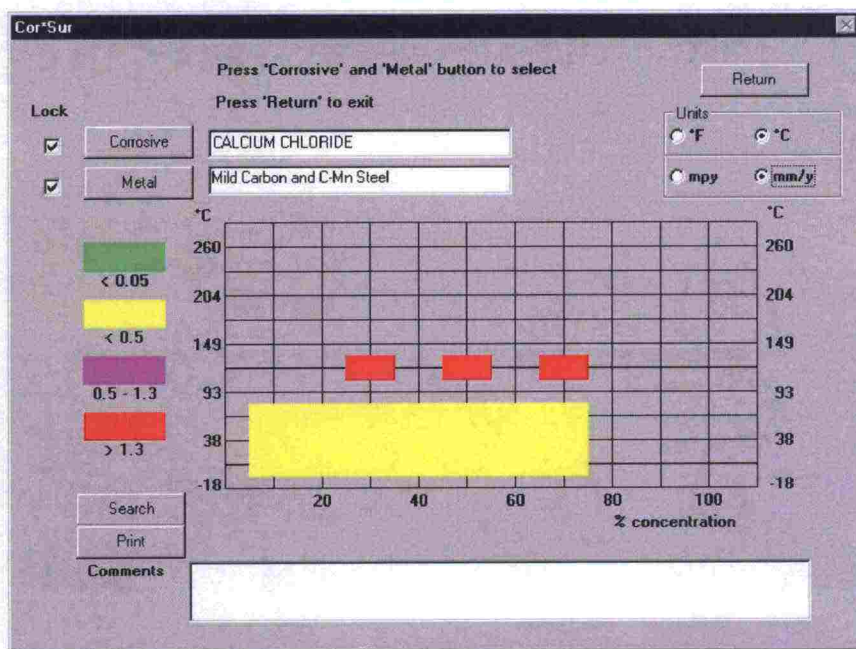 Cor*Sur
Press 'Corrosive' and 'Metal' button to select
Return
Press 'Return' to exit
Lock
Units
°F °C
Corrosive CALCIUM CHLORIDE
Metal Mild Carbon and C-Mn Steel
mpy mm/y
°C °C
260 260
< 0.05
204 204
< 0.5
149 149
0.5 - 1.3
93 93
> 1.3
38 38
-18 -18
20 40 60 80 100
% concentration
Search
Print
Comments